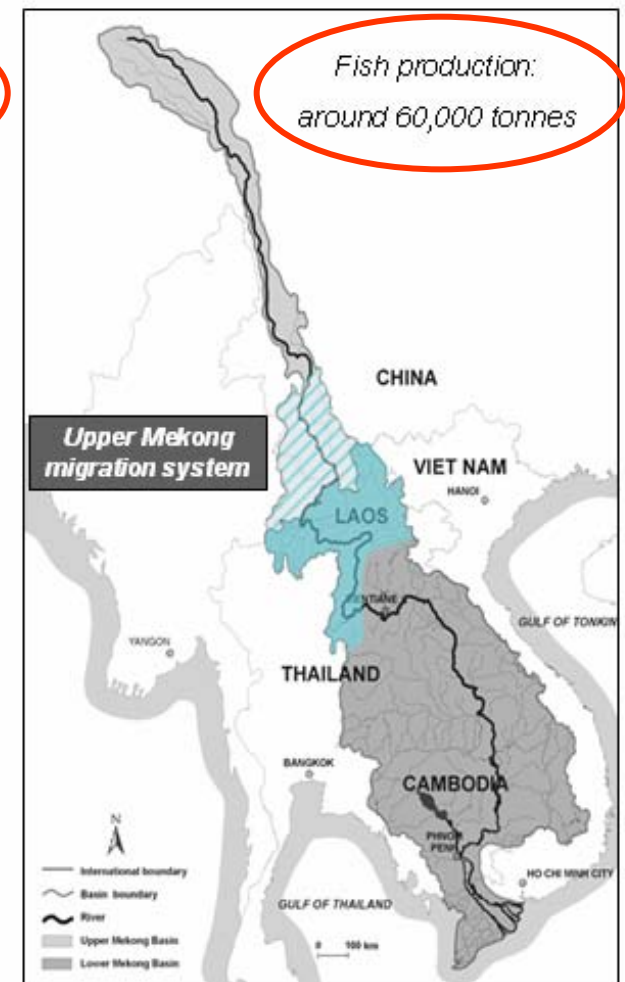 Fish production:
around 60,000 tonnes
CHINA
Upper Mekong
migration system
VIET NAM
HANOI
LAOS
VIENTIANE
GULF OF TONKIN
YANGON
THAILAND
BANGKOK
CAMBODIA
N
PHNOM
PENH
HO CHI MINH CITY
International boundary
Basin boundary
River
GULF OF THAILAND
Upper Mekong Basin
0 100 km
Lower Mekong Basin